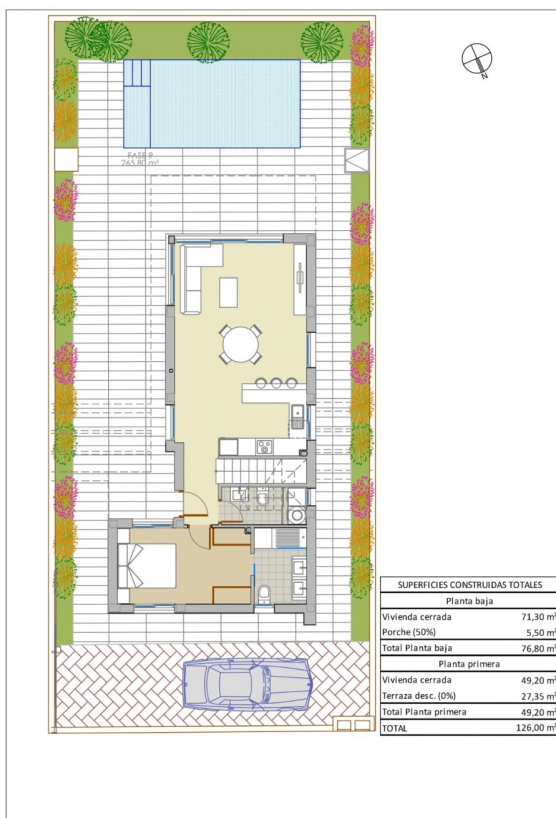 N
FASE 9
265.80 m²
SUPERFICIES CONSTRUIDAS TOTALES
Planta baja
Vivienda cerrada 71,30 m²
Porche (50%) 5,50 m²
Total Planta baja 76,80 m²
Planta primera
Vivienda cerrada 49,20 m²
Terraza desc. (0%) 27,35 m²
Total Planta primera 49,20 m²
TOTAL 126,00 m²